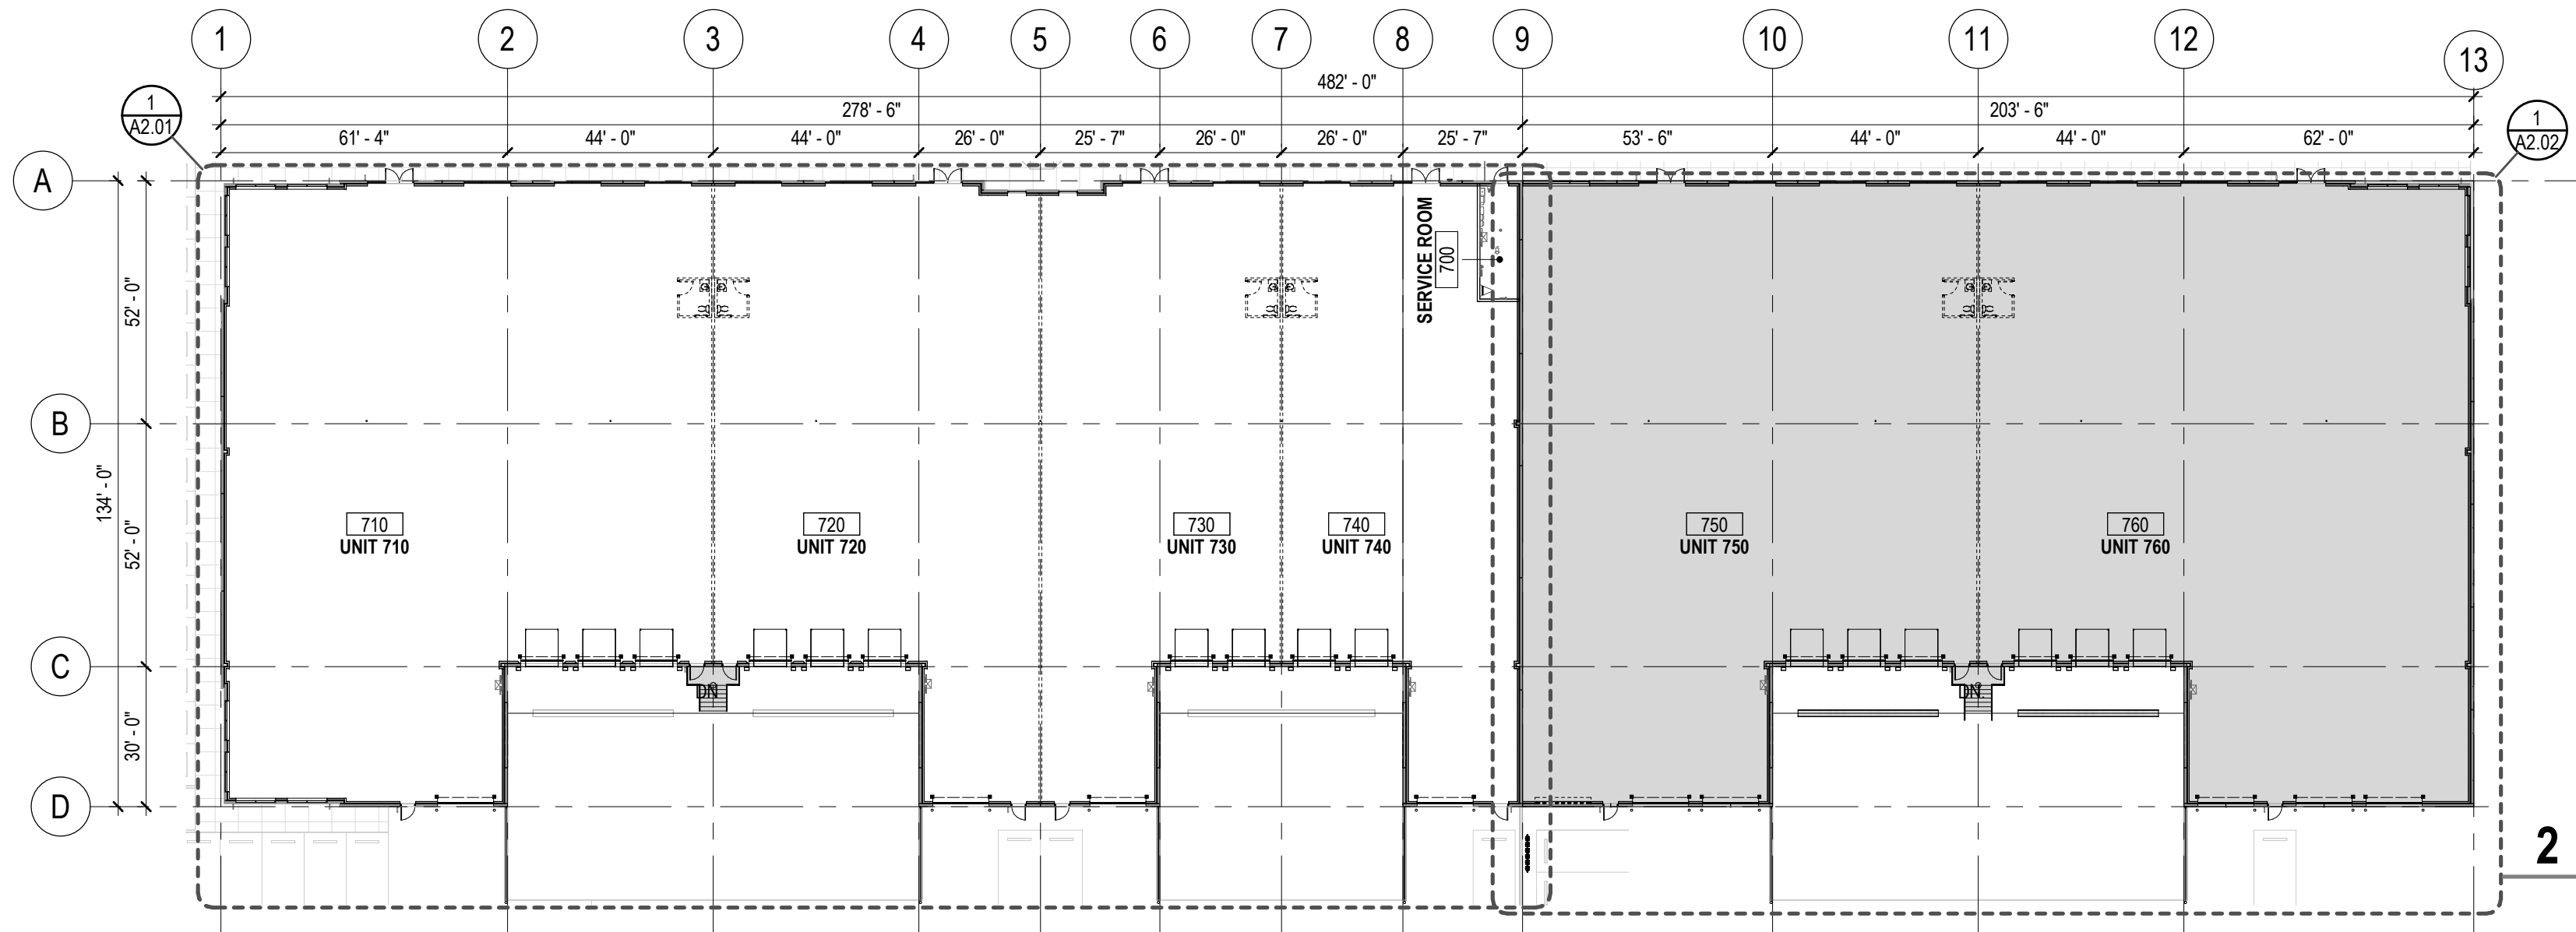 1 2 3 4 5 6 7 8 9 10 11 12 13
482' - 0"
278' - 6" 203' - 6"
61' - 4" 44' - 0" 44' - 0" 26' - 0" 25' - 7" 26' - 0" 26' - 0" 25' - 7" 53' - 6" 44' - 0" 44' - 0" 62' - 0"
1
A2.01
1
A2.02
A
B
C
D
134' - 0"
52' - 0"
52' - 0"
30' - 0"
SERVICE ROOM
700
710
UNIT 710
720
UNIT 720
730
UNIT 730
740
UNIT 740
750
UNIT 750
760
UNIT 760
DN.
DN.
2